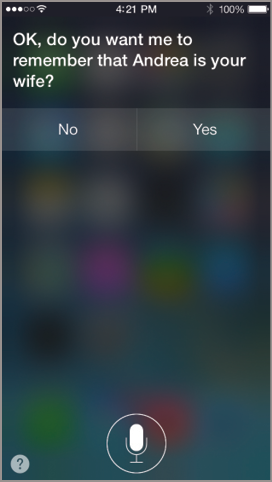 4:21 PM 100%
OK, do you want me to
remember that Andrea is your
wife?
No Yes
?